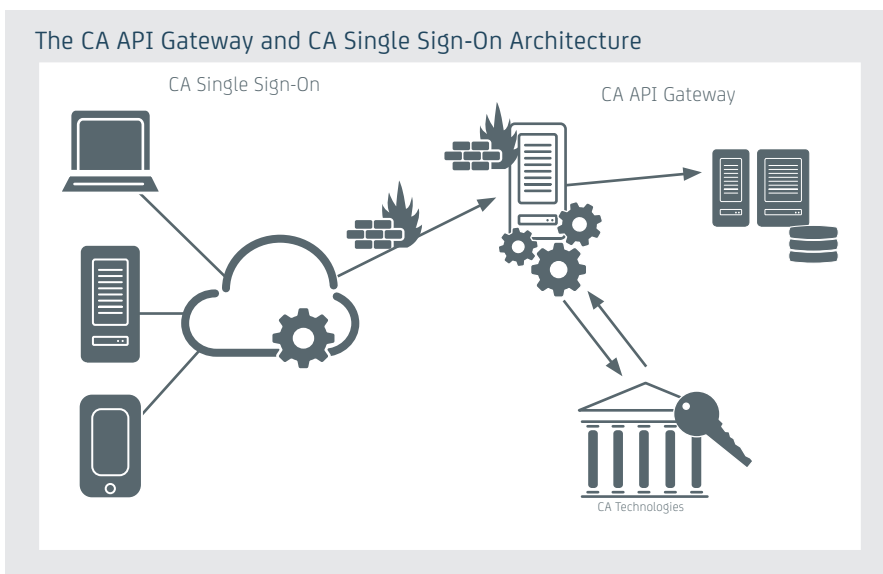 The CA API Gateway and CA Single Sign-On Architecture
CA Single Sign-On
CA API Gateway
CA Technologies